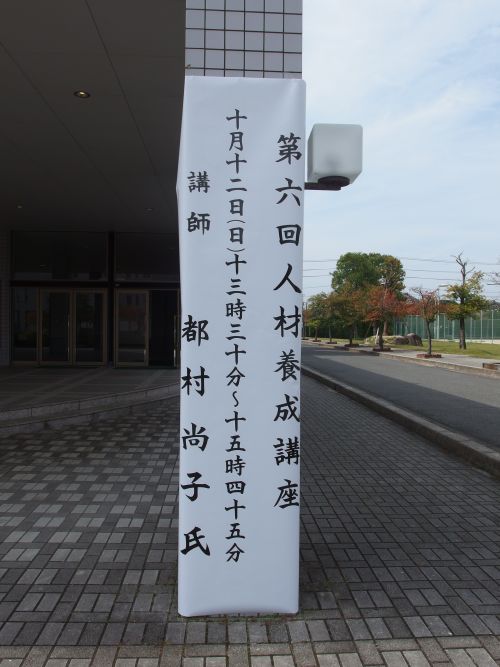 第六回人材養成講座
十月十二日(日)十三時三十分～十五時四十五分
講師 都村尚子氏